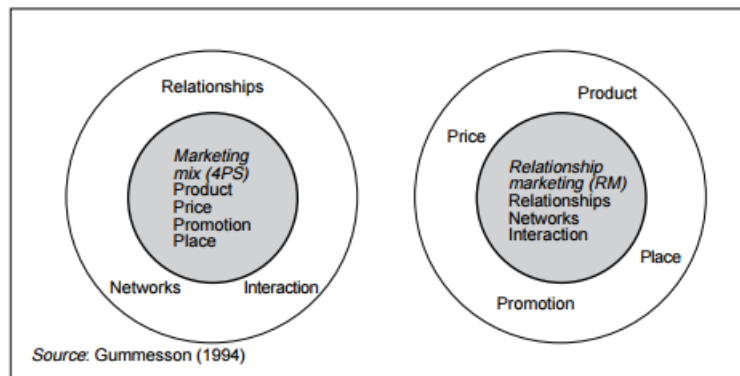 Relationships
Marketing
mix (4PS)
Product
Price
Promotion
Place
Networks
Interaction
Product
Price
Relationship
marketing (RM)
Relationships
Networks
Interaction
Place
Promotion
Source: Gummesson (1994)